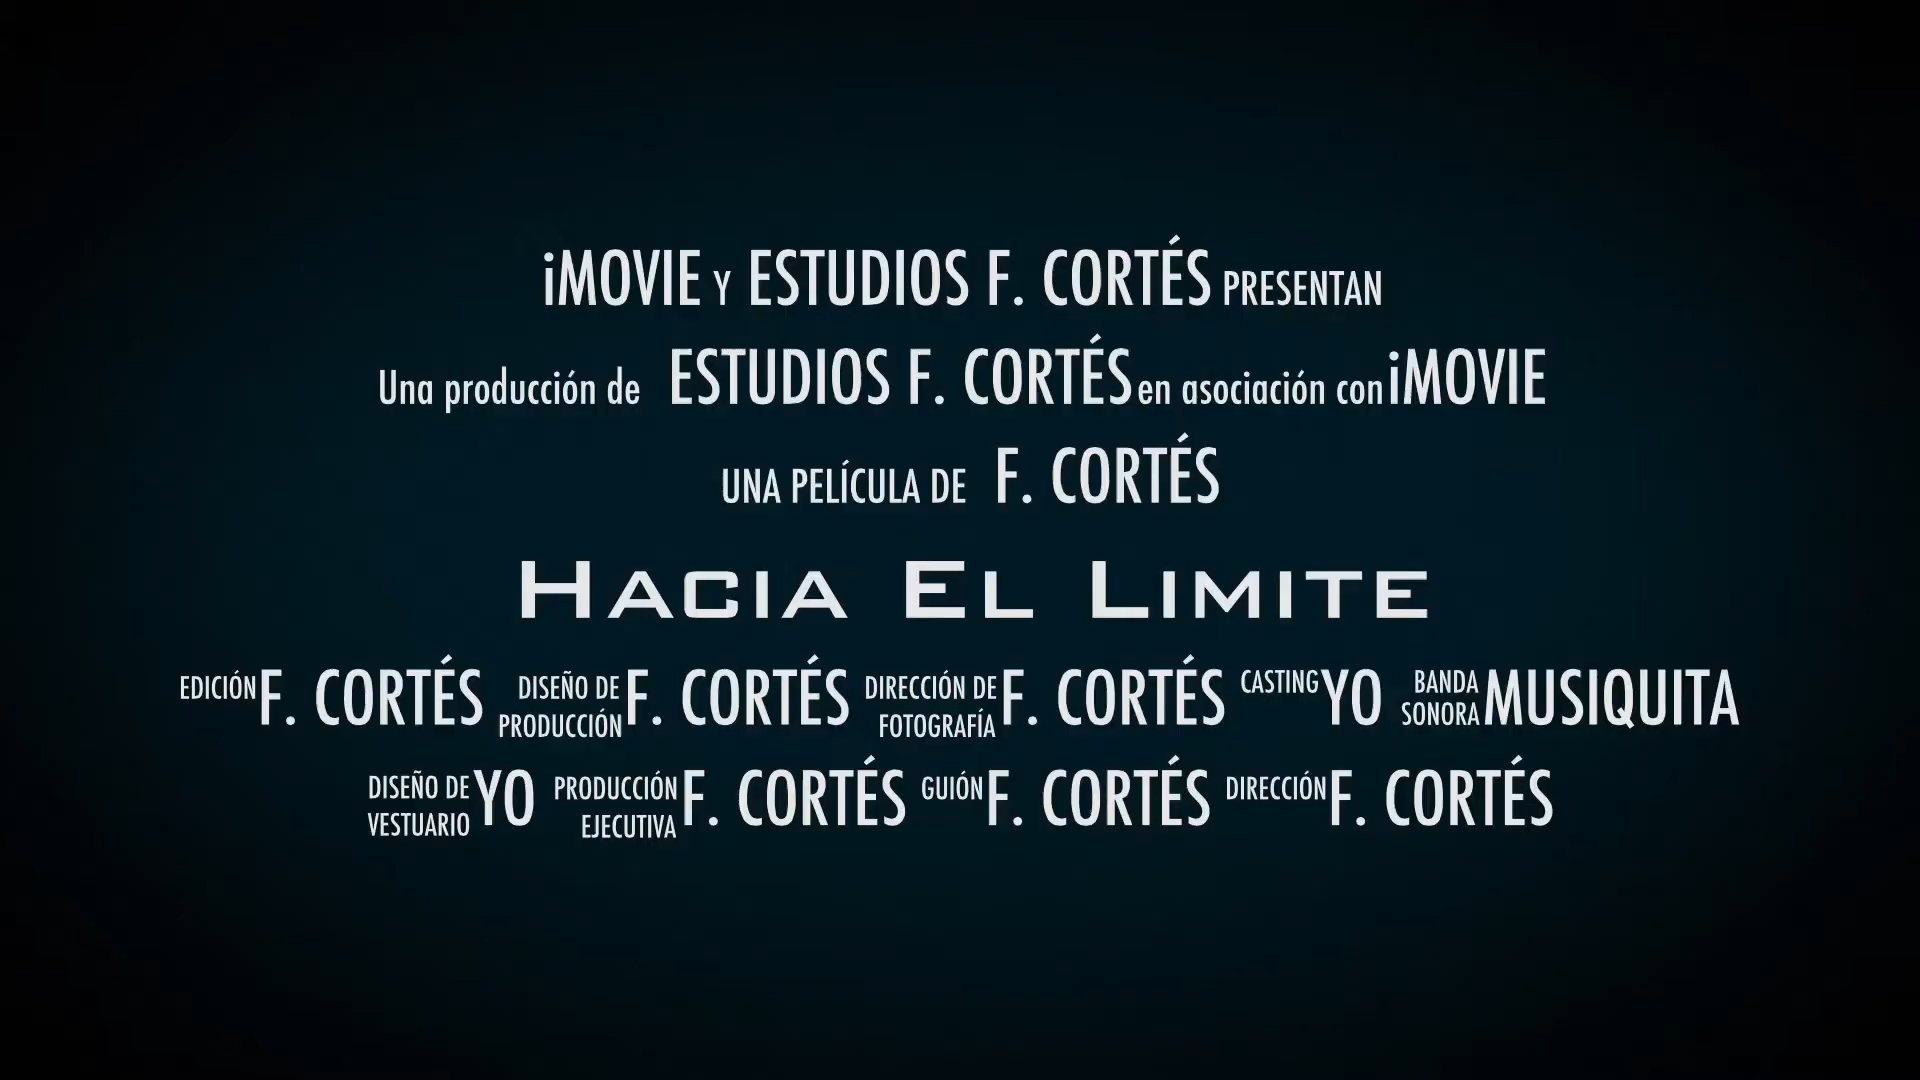 iMOVIE Y ESTUDIOS F. CORTÉS PRESENTAN
Una producción de ESTUDIOS F. CORTÉS en asociación con iMOVIE
UNA PELÍCULA DE F. CORTÉS
HACIA EL LIMITE
EDICIÓN F. CORTÉS DISEÑO DE PRODUCCIÓN F. CORTÉS DIRECCIÓN DE FOTOGRAFÍA F. CORTÉS CASTING YO BANDA SONORA MUSIQUITA
DISEÑO DE VESTUARIO YO PRODUCCIÓN EJECUTIVA F. CORTÉS GUIÓN F. CORTÉS DIRECCIÓN F. CORTÉS